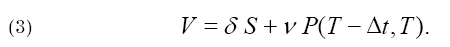 (3) V = δ S + ν P(T − Δt, T).